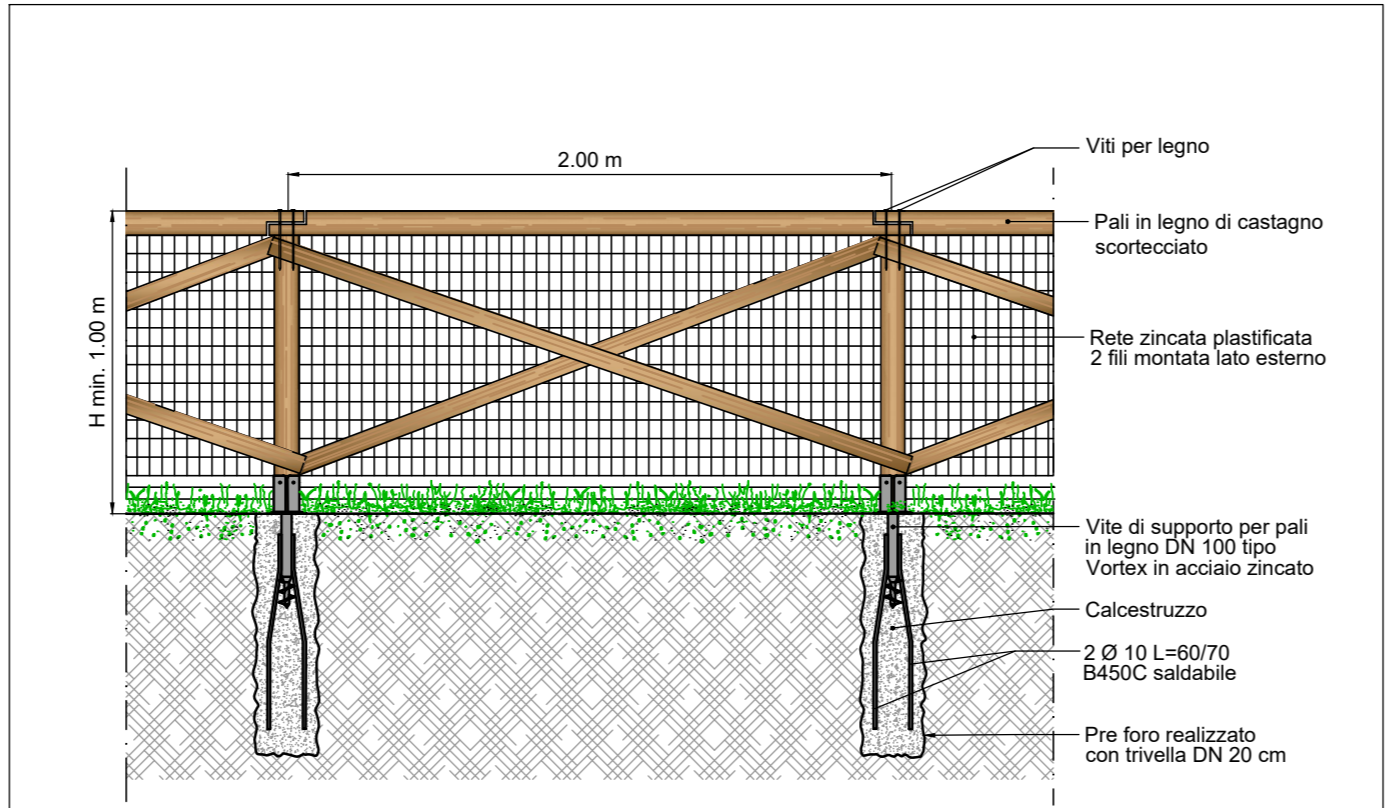 2.00 m
H min. 1.00 m
Viti per legno
Pali in legno di castagno
scortecciato
Rete zincata plastificata
2 fili montata lato esterno
Vite di supporto per pali
in legno DN 100 tipo
Vortex in acciaio zincato
Calcestruzzo
2 Ø 10 L=60/70
B450C saldabile
Pre foro realizzato
con trivella DN 20 cm